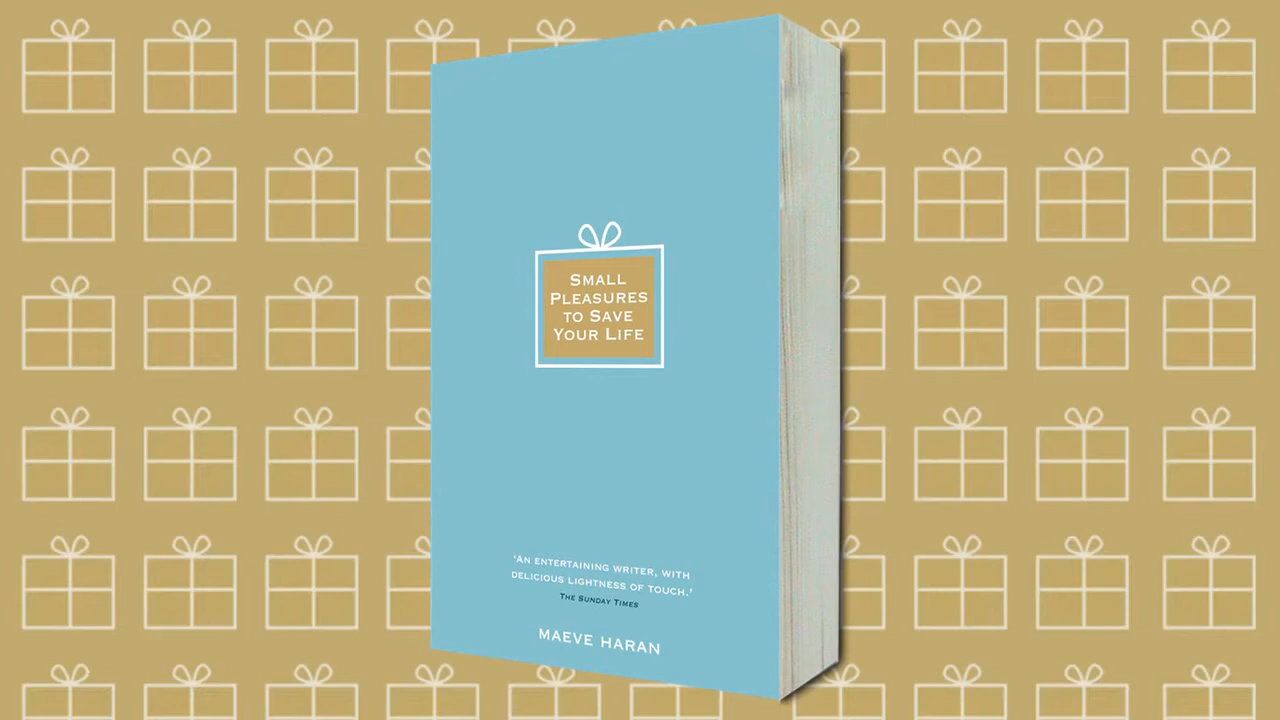 Small
Pleasures
to Save
Your Life
‘An entertaining writer, with
delicious lightness of touch.’
The Sunday Times
Maeve Haran